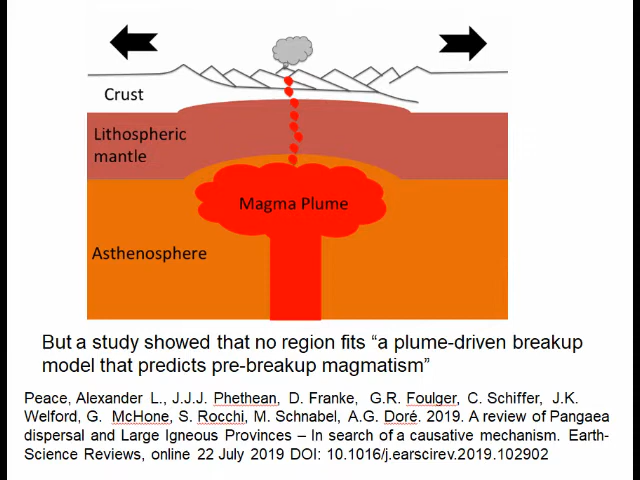 Crust
Lithospheric
mantle
Magma Plume
Asthenosphere
But a study showed that no region fits “a plume-driven breakup
model that predicts pre-breakup magmatism”
Peace, Alexander L., J.J.J. Phethean, D. Franke, G.R. Foulger, C. Schiffer, J.K.
Welford, G. McHone, S. Rocchi, M. Schnabel, A.G. Doré. 2019. A review of Pangaea
dispersal and Large Igneous Provinces – In search of a causative mechanism. Earth-
Science Reviews, online 22 July 2019 DOI: 10.1016/j.earscirev.2019.102902